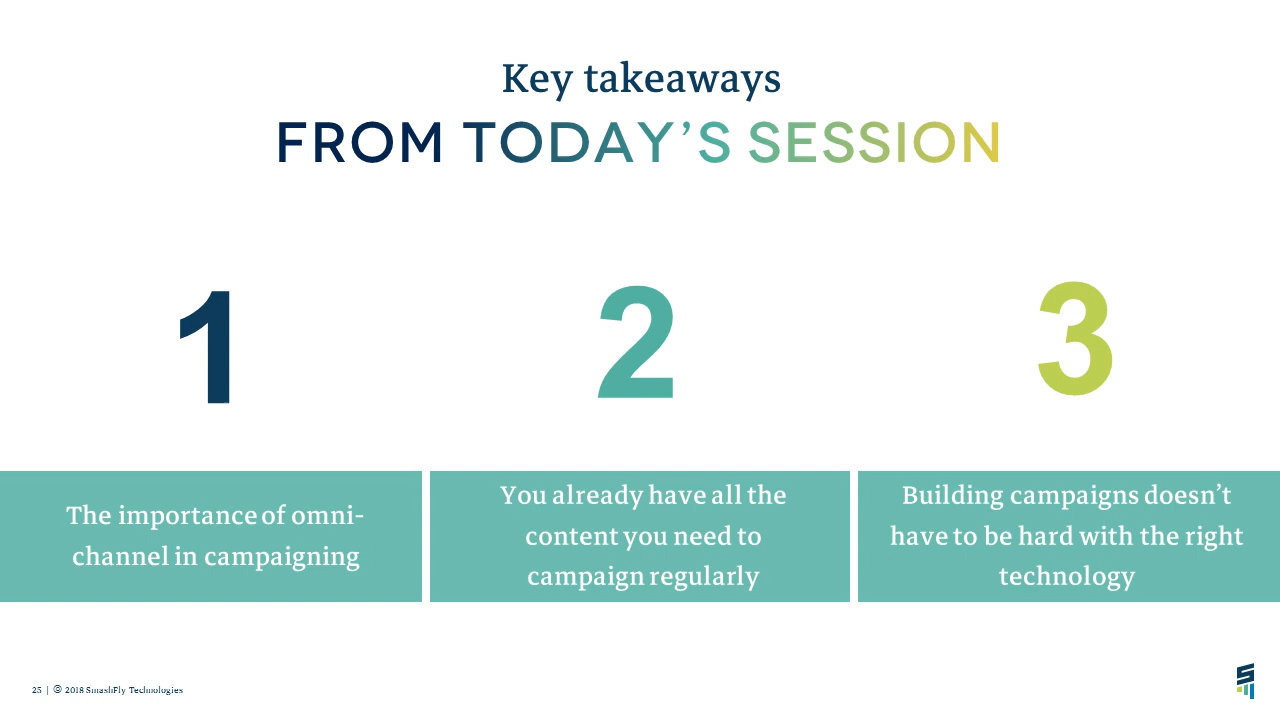 Key takeaways
FROM TODAY’S SESSION
1
2
3
The importance of omni-
channel in campaigning
You already have all the
content you need to
campaign regularly
Building campaigns doesn’t
have to be hard with the right
technology
25 | © 2018 SmashFly Technologies